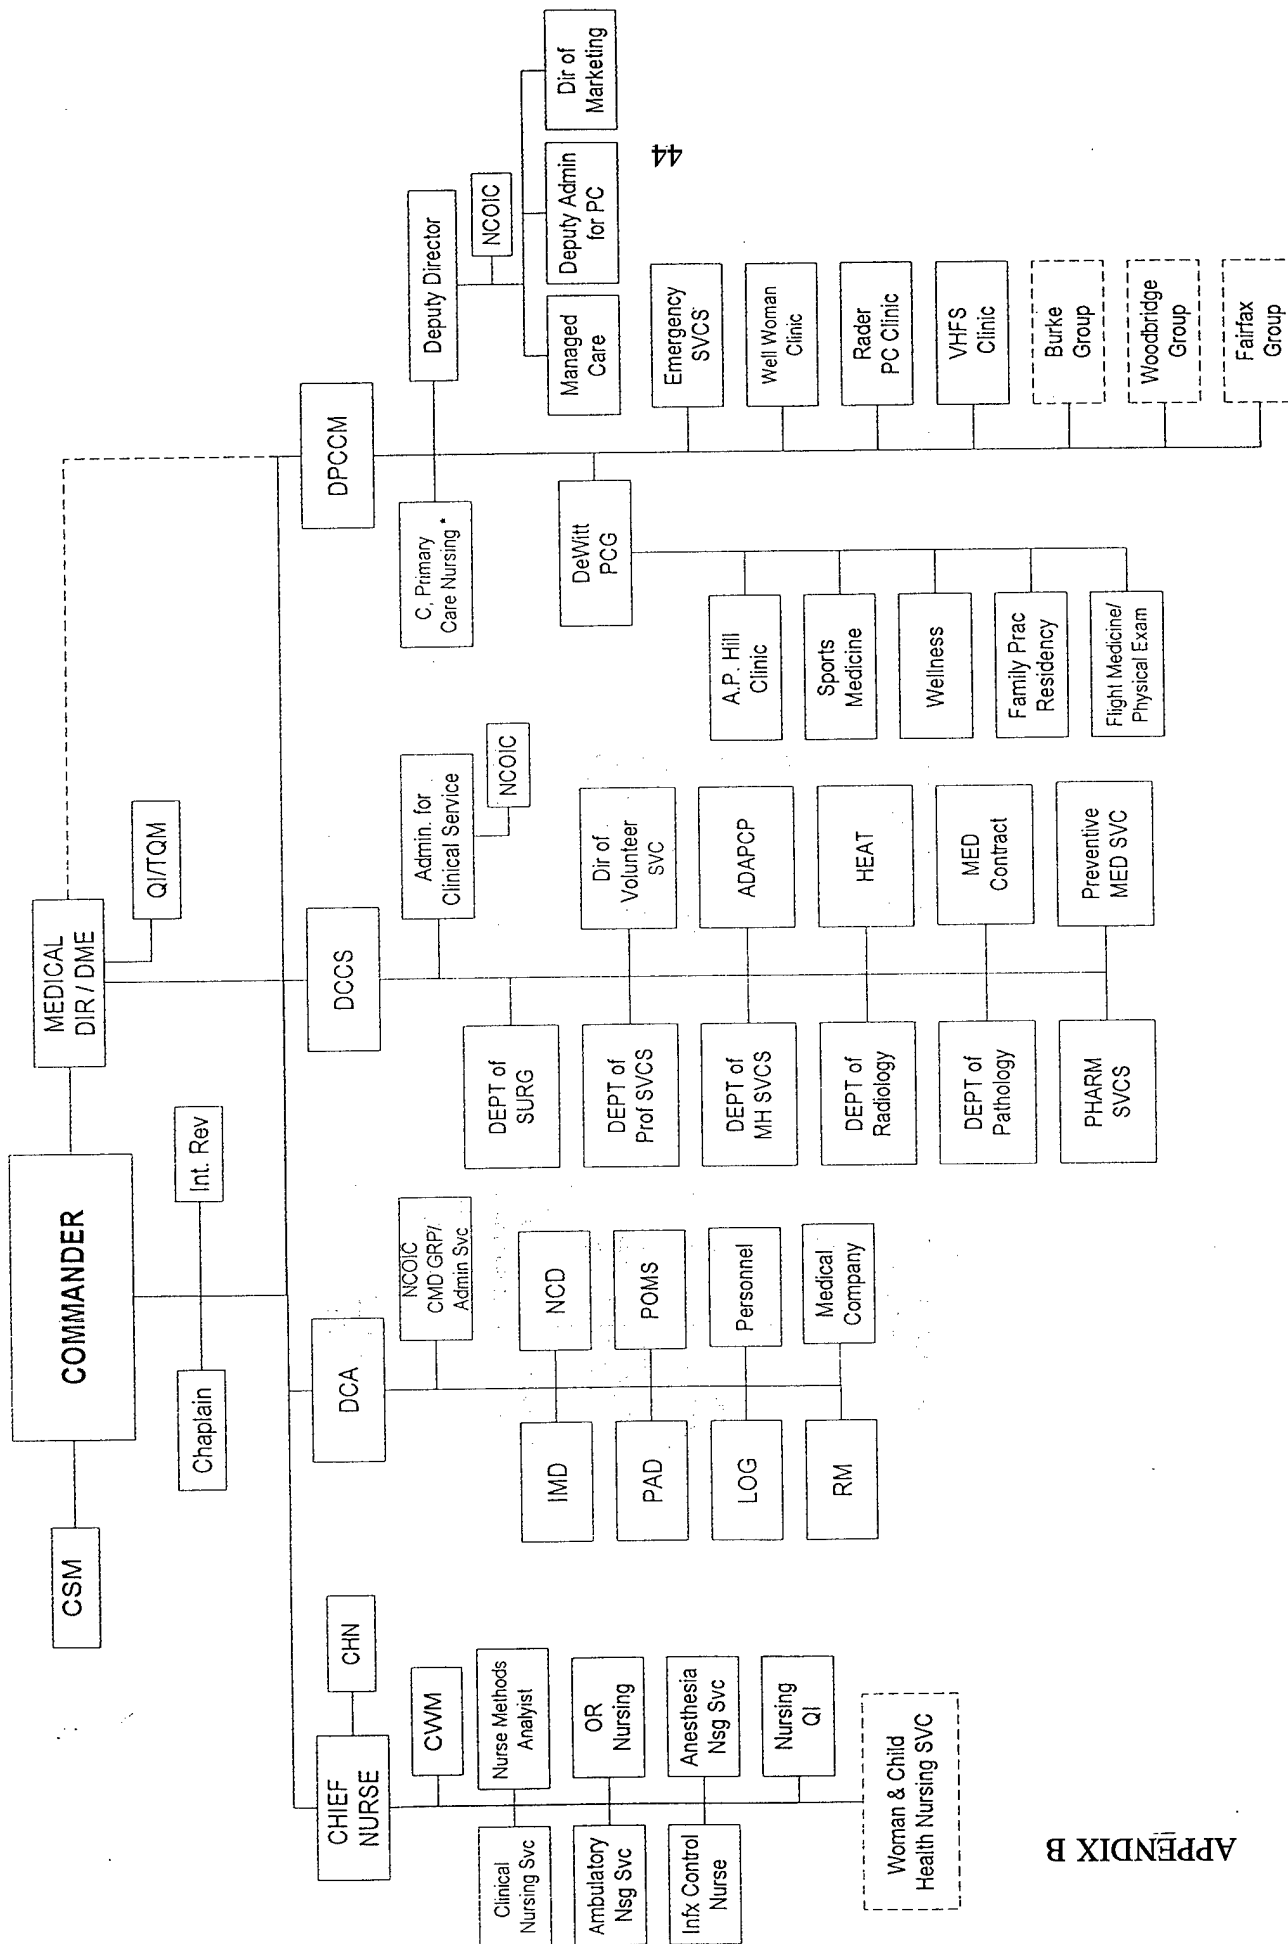 COMMANDER
CSM
MEDICAL
DIR / DME
QI/TQM
Chaplain
Int. Rev
CHIEF
NURSE
CHN
CWM
Clinical
Nursing Svc
Nurse Methods
Analyist
Ambulatory
Nsg Svc
OR
Nursing
Infx Control
Nurse
Anesthesia
Nsg Svc
Nursing
QI
Woman & Child
Health Nursing SVC
DCA
NCOIC
CMD GRP/
Admin Svc
IMD
NCD
PAD
POMS
LOG
Personnel
RM
Medical
Company
DCCS
Admin. for
Clinical Service
NCOIC
DEPT of
SURG
DEPT of
Prof SVCS
Dir of
Volunteer
SVC
DEPT of
MH SVCS
ADAPCP
DEPT of
Radiology
HEAT
DEPT of
Pathology
MED
Contract
PHARM
SVCS
Preventive
MED SVC
DPCCM
C, Primary
Care Nursing *
Deputy Director
NCOIC
Managed
Care
Deputy Admin
for PC
Dir of
Marketing
DeWitt
PCG
A.P. Hill
Clinic
Sports
Medicine
Wellness
Family Prac
Residency
Flight Medicine/
Physical Exam
Emergency
SVCS
Well Woman
Clinic
Rader
PC Clinic
VHFS
Clinic
Burke
Group
Woodbridge
Group
Fairfax
Group
44
APPENDIX B